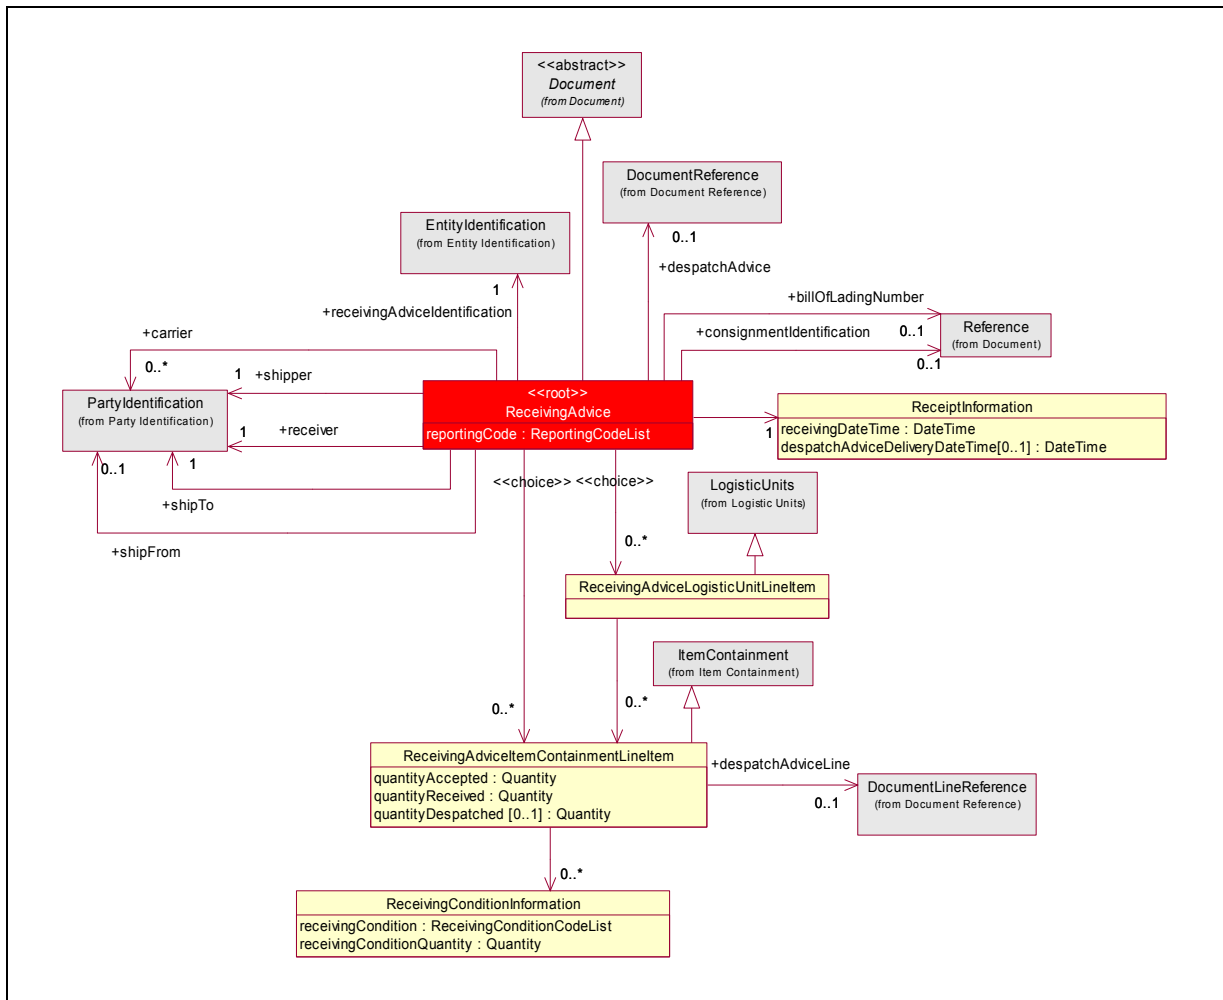 <<abstract>>
Document
(from Document)
DocumentReference
(from Document Reference)
0..1
+despatchAdvice
EntityIdentification
(from Entity Identification)
1
+receivingAdviceIdentification
+billOfLadingNumber
0..1
+consignmentIdentification
0..1
Reference
(from Document)
+carrier
0..*
1
+shipper
PartyIdentification
(from Party Identification)
1
+receiver
0..1
1
+shipTo
+shipFrom
<<root>>
ReceivingAdvice
reportingCode : ReportingCodeList
1
ReceiptInformation
receivingDateTime : DateTime
despatchAdviceDeliveryDateTime[0..1] : DateTime
<<choice>>
<<choice>>
LogisticUnits
(from Logistic Units)
0..*
ReceivingAdviceLogisticUnitLineItem
ItemContainment
(from Item Containment)
0..*
0..*
ReceivingAdviceItemContainmentLineItem
quantityAccepted : Quantity
quantityReceived : Quantity
quantityDespatched [0..1] : Quantity
+despatchAdviceLine
0..1
DocumentLineReference
(from Document Reference)
0..*
ReceivingConditionInformation
receivingCondition : ReceivingConditionCodeList
receivingConditionQuantity : Quantity